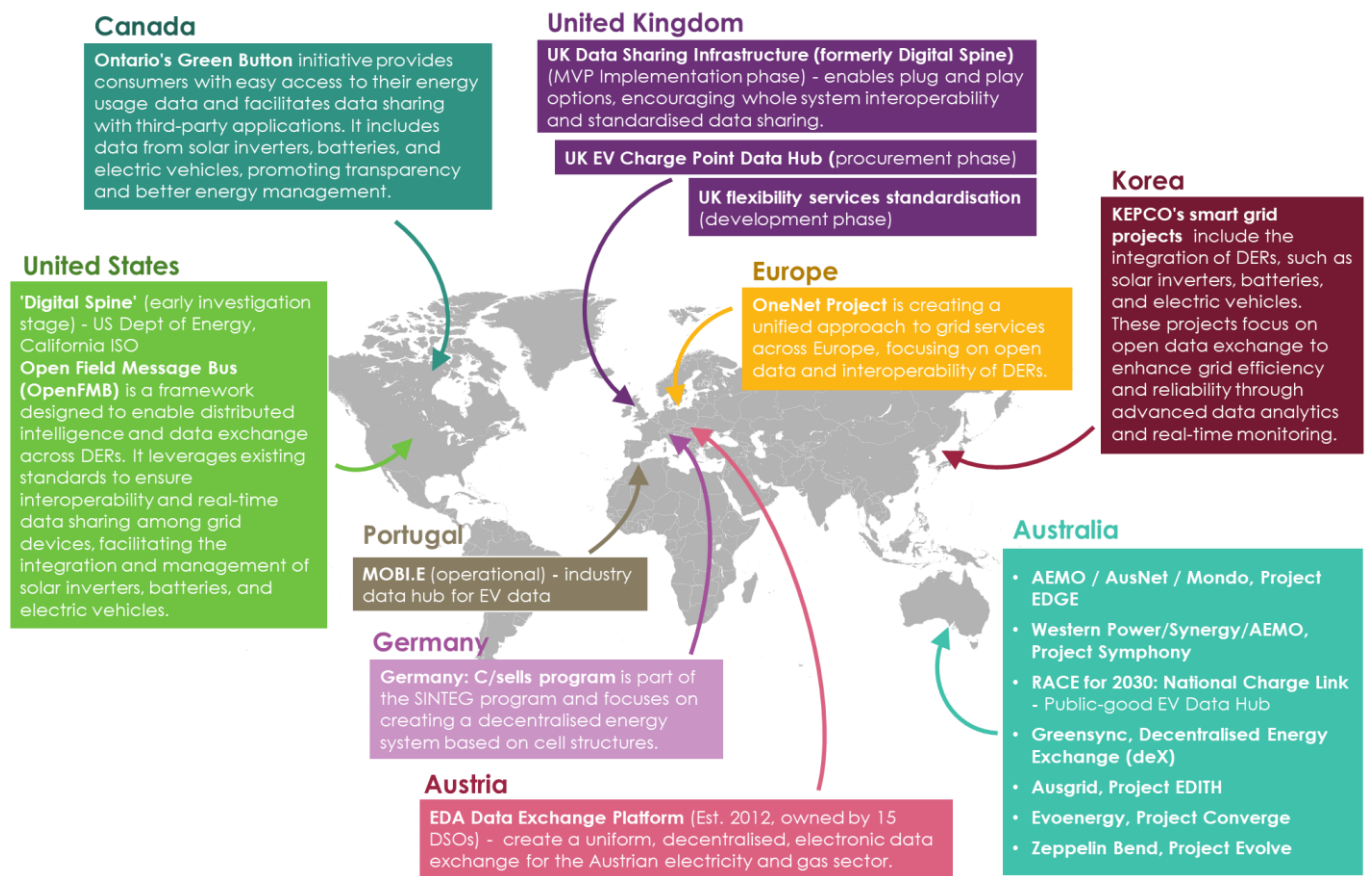 Canada
Ontario's Green Button initiative provides
consumers with easy access to their energy
usage data and facilitates data sharing
with third-party applications. It includes
data from solar inverters, batteries, and
electric vehicles, promoting transparency
and better energy management.
United Kingdom
UK Data Sharing Infrastructure (formerly Digital Spine)
(MVP Implementation phase) - enables plug and play
options, encouraging whole system interoperability
and standardised data sharing.
UK EV Charge Point Data Hub (procurement phase)
UK flexibility services standardisation
(development phase)
Korea
KEPCO's smart grid
projects include the
integration of DERs, such as
solar inverters, batteries,
and electric vehicles.
These projects focus on
open data exchange to
enhance grid efficiency
and reliability through
advanced data analytics
and real-time monitoring.
United States
'Digital Spine' (early investigation
stage) - US Dept of Energy,
California ISO
Open Field Message Bus
(OpenFMB) is a framework
designed to enable distributed
intelligence and data exchange
across DERs. It leverages existing
standards to ensure
interoperability and real-time
data sharing among grid
devices, facilitating the
integration and management of
solar inverters, batteries, and
electric vehicles.
Europe
OneNet Project is creating a
unified approach to grid services
across Europe, focusing on open
data and interoperability of DERs.
Portugal
MOBI.E (operational) - industry
data hub for EV data
Germany
Germany: C/sells program is part of
the SINTEG program and focuses on
creating a decentralised energy
system based on cell structures.
Austria
EDA Data Exchange Platform (Est. 2012, owned by 15
DSOs) - create a uniform, decentralised, electronic data
exchange for the Austrian electricity and gas sector.
Australia
• AEMO / AusNet / Mondo, Project
EDGE
• Western Power/Synergy/AEMO,
Project Symphony
• RACE for 2030: National Charge Link
- Public-good EV Data Hub
• Greensync, Decentralised Energy
Exchange (deX)
• Ausgrid, Project EDITH
• Evoenergy, Project Converge
• Zeppelin Bend, Project Evolve